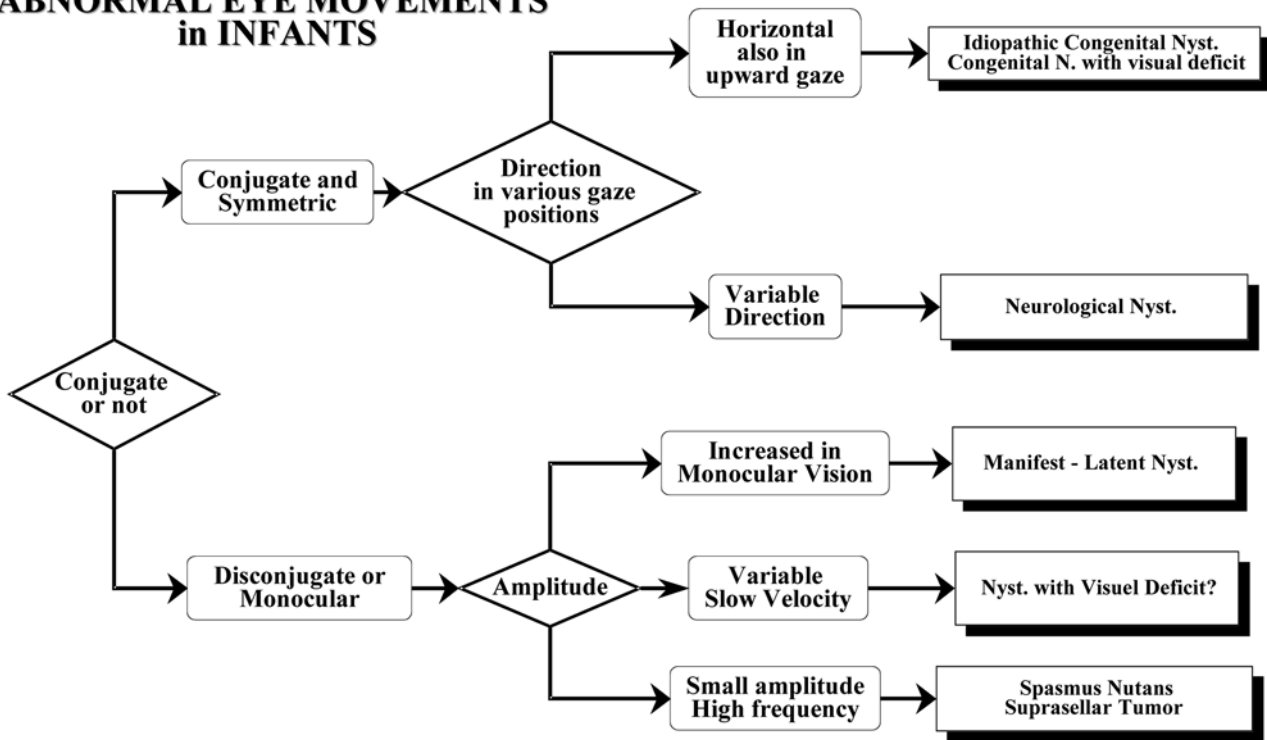 ABNORMAL EYE MOVEMENTS
in INFANTS
Horizontal
also in
upward gaze
Idiopathic Congenital Nyst.
Congenital N. with visual deficit
Conjugate and
Symmetric
Direction
in various gaze
positions
Variable
Direction
Neurological Nyst.
Conjugate
or not
Increased in
Monocular Vision
Manifest - Latent Nyst.
Disconjugate or
Monocular
Amplitude
Variable
Slow Velocity
Nyst. with Visuel Deficit?
Small amplitude
High frequency
Spasmus Nutans
Suprasellar Tumor